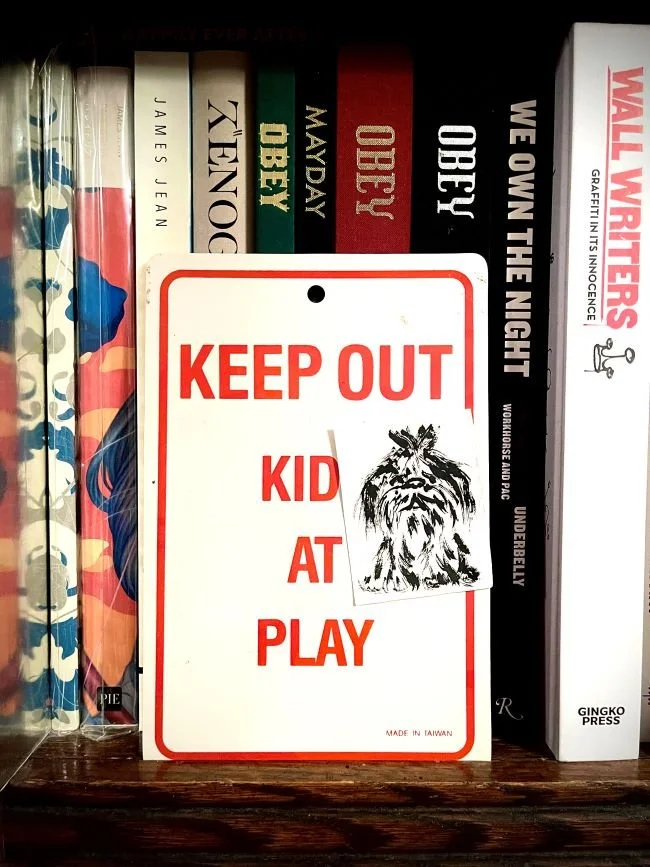 JAMES JEAN
XENOG
OBEY
MAYDAY
OBEY
OBEY
WE OWN THE NIGHT
WORKHORSE AND PAC
UNDERBELLY
R
WALL WRITERS
GRAFFITI IN ITS INNOCENCE
GINGKO
PRESS
PIE
KEEP OUT
KID
AT
PLAY
MADE IN TAIWAN